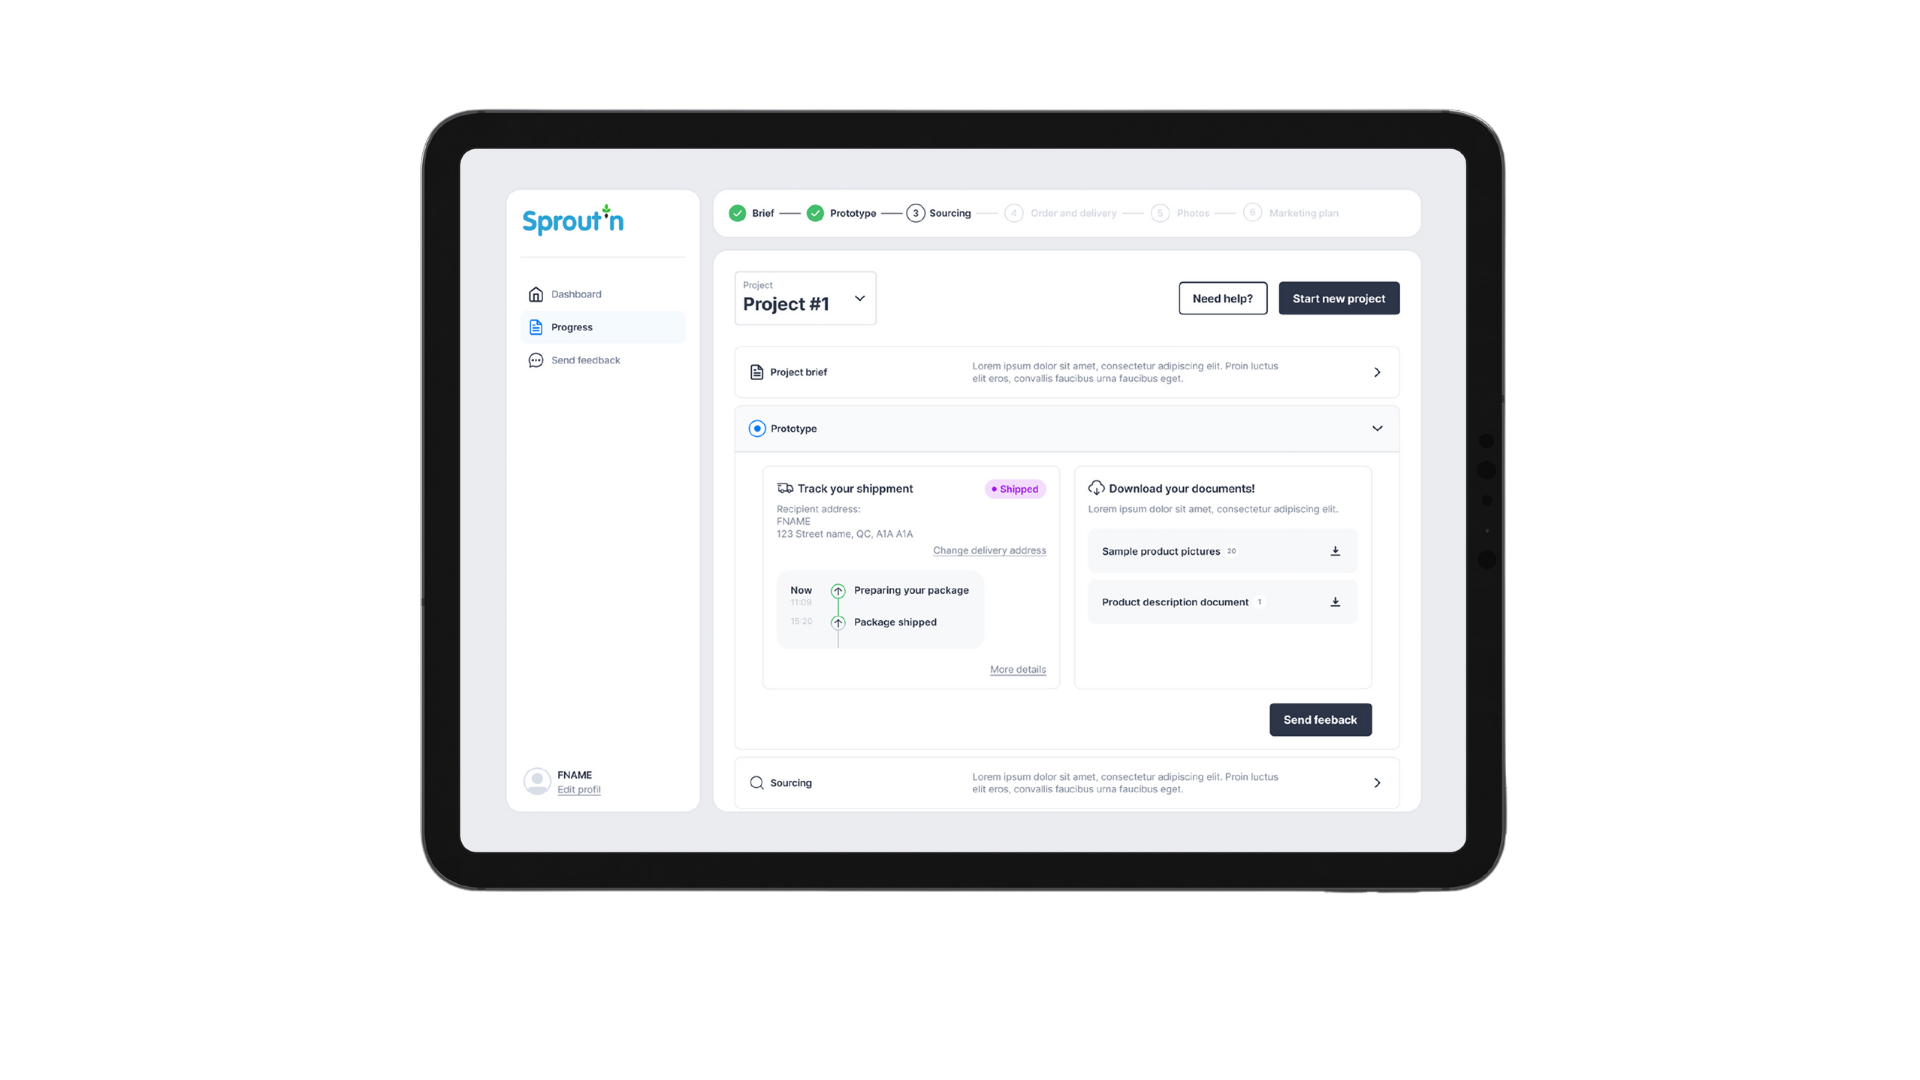 Sprout'n
Dashboard
Progress
Send feedback
FNAME
Edit profil
Brief
Prototype
3 Sourcing
4 Order and delivery
5 Photos
6 Marketing plan
Project
Project #1
Need help?
Start new project
Project brief
Lorem ipsum dolor sit amet, consectetur adipiscing elit. Proin luctus
elit eros, convallis faucibus urna faucibus eget.
Prototype
Track your shippment
Shipped
Recipient address:
FNAME
123 Street name, QC, A1A A1A
Change delivery address
Now
11:09
Preparing your package
15:20
Package shipped
More details
Download your documents!
Lorem ipsum dolor sit amet, consectetur adipiscing elit.
Sample product pictures 20
Product description document 1
Send feeback
Sourcing
Lorem ipsum dolor sit amet, consectetur adipiscing elit. Proin luctus
elit eros, convallis faucibus urna faucibus eget.